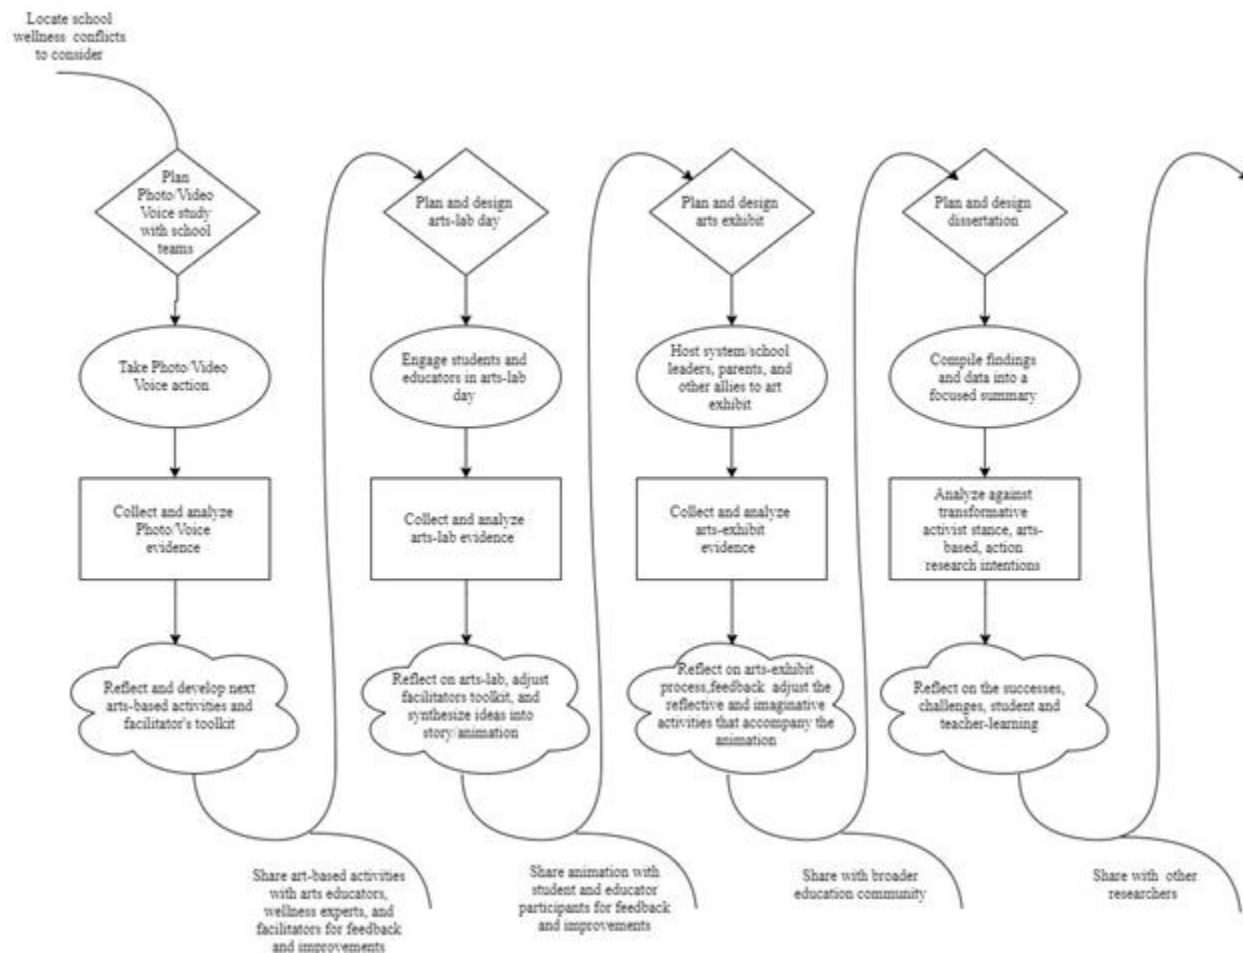 Locate school
wellness conflicts
to consider
Plan
Photo/Video
Voice study
with school
teams
Take Photo/Video
Voice action
Collect and analyze
Photo/Voice
evidence
Reflect and develop next
arts-based activities and
facilitator's toolkit
Share art-based activities
with arts educators,
wellness experts, and
facilitators for feedback
and improvements
Plan and design
arts-lab day
Engage students and
educators in arts-lab
day
Collect and analyze
arts-lab evidence
Reflect on arts-lab, adjust
facilitators toolkit, and
synthesize ideas into
story/animation
Share animation with
student and educator
participants for feedback
and improvements
Plan and design
arts exhibit
Host system/school
leaders, parents, and
other allies to art
exhibit
Collect and analyze
arts-exhibit
evidence
Reflect on arts-exhibit
process,feedback adjust the
reflective and imaginative
activities that accompany the
animation
Share with broader
education community
Plan and design
dissertation
Compile findings
and data into a
focused summary
Analyze against
transformative
activist stance, arts-
based, action
research intentions
Reflect on the successes,
challenges, student and
teacher-learning
Share with other
researchers